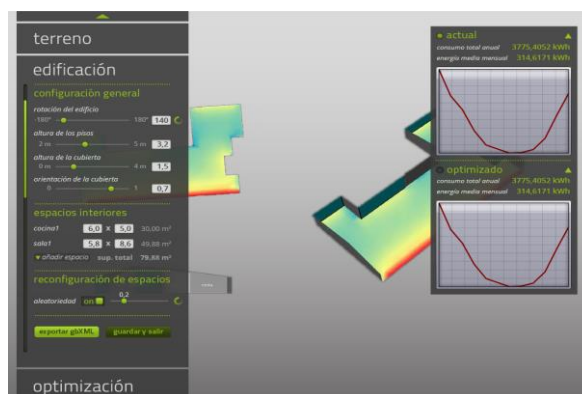 terreno
edificación
configuración general
rotación del edificio
-180° 180° 140
altura de los pisos
2 m 5 m 3,2
altura de la cubierta
0 m 4 m 1,5
orientación de la cubierta
0 1 0,7
espacios interiores
cocina1 6,0 X 5,0 30,00 m²
sala1 5,8 X 8,6 49,88 m²
añadir espacio sup. total 79,88 m²
reconfiguración de espacios
aleatoriedad on 0,2
exportar gbXML guardar y salir
optimización
actual
consumo total anual 3775,4052 kWh
energía media mensual 314,6171 kWh
optimizado
consumo total anual 3775,4052 kWh
energía media mensual 314,6171 kWh